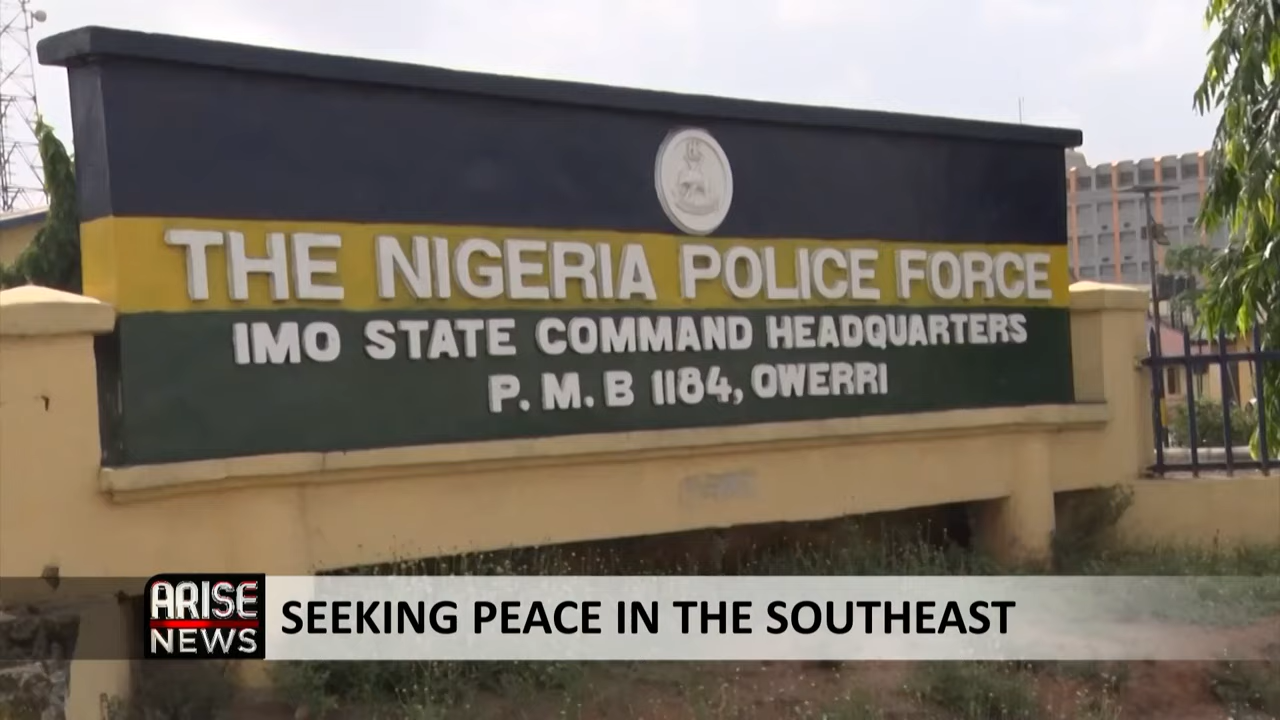 THE NIGERIA POLICE FORCE
IMO STATE COMMAND HEADQUARTERS
P. M. B 1184, OWERRI
ARISE
NEWS
SEEKING PEACE IN THE SOUTHEAST